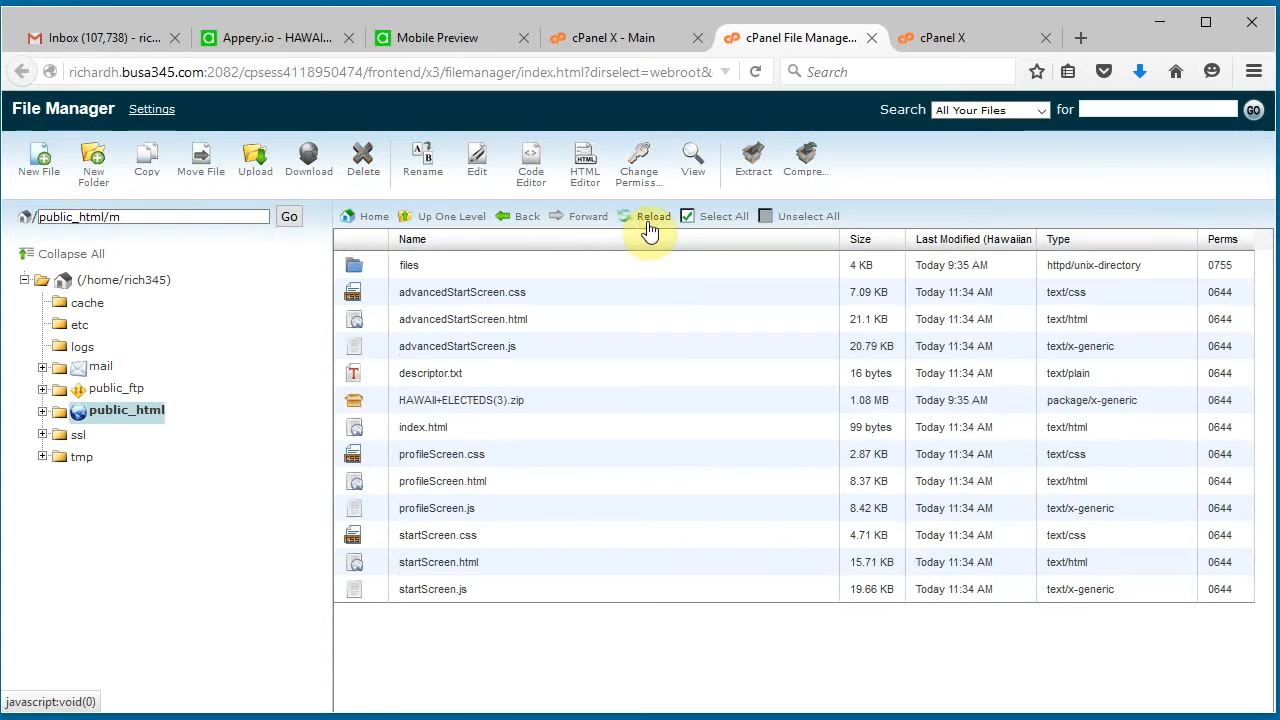 Inbox (107,738) - ric...
Appery.io - HAWAII...
Mobile Preview
cPanel X - Main
cPanel File Manage...
cPanel X
richardh.busa345.com:2082/cpsess4118950474/frontend/x3/filemanager/indexhtml?dirselect=webroot&
Search
File Manager Settings
Search All Your Files for GO
New File
New Folder
Copy
Move File
Upload
Download
Delete
Rename
Edit
Code Editor
HTML Editor
Change Permiss...
View
Extract
Compre...
/public_html/m Go
Home Up One Level Back Forward Reload Select All Unselect All
Collapse All
(/home/rich345)
cache
etc
logs
mail
public_ftp
public_html
ssl
tmp
Name Size Last Modified (Hawaiian Type Perms
files 4 KB Today 9:35 AM httpd/unix-directory 0755
advancedStartScreen.css 7.09 KB Today 11:34 AM text/css 0644
advancedStartScreen.html 21.1 KB Today 11:34 AM text/html 0644
advancedStartScreen.js 20.79 KB Today 11:34 AM text/x-generic 0644
descriptor.txt 16 bytes Today 11:34 AM text/plain 0644
HAWAII+ELECTEDS(3).zip 1.08 MB Today 9:35 AM package/x-generic 0644
index.html 99 bytes Today 11:34 AM text/html 0644
profileScreen.css 2.87 KB Today 11:34 AM text/css 0644
profileScreen.html 8.37 KB Today 11:34 AM text/html 0644
profileScreen.js 8.42 KB Today 11:34 AM text/x-generic 0644
startScreen.css 4.71 KB Today 11:34 AM text/css 0644
startScreen.html 15.71 KB Today 11:34 AM text/html 0644
startScreen.js 19.66 KB Today 11:34 AM text/x-generic 0644
javascript:void(0)